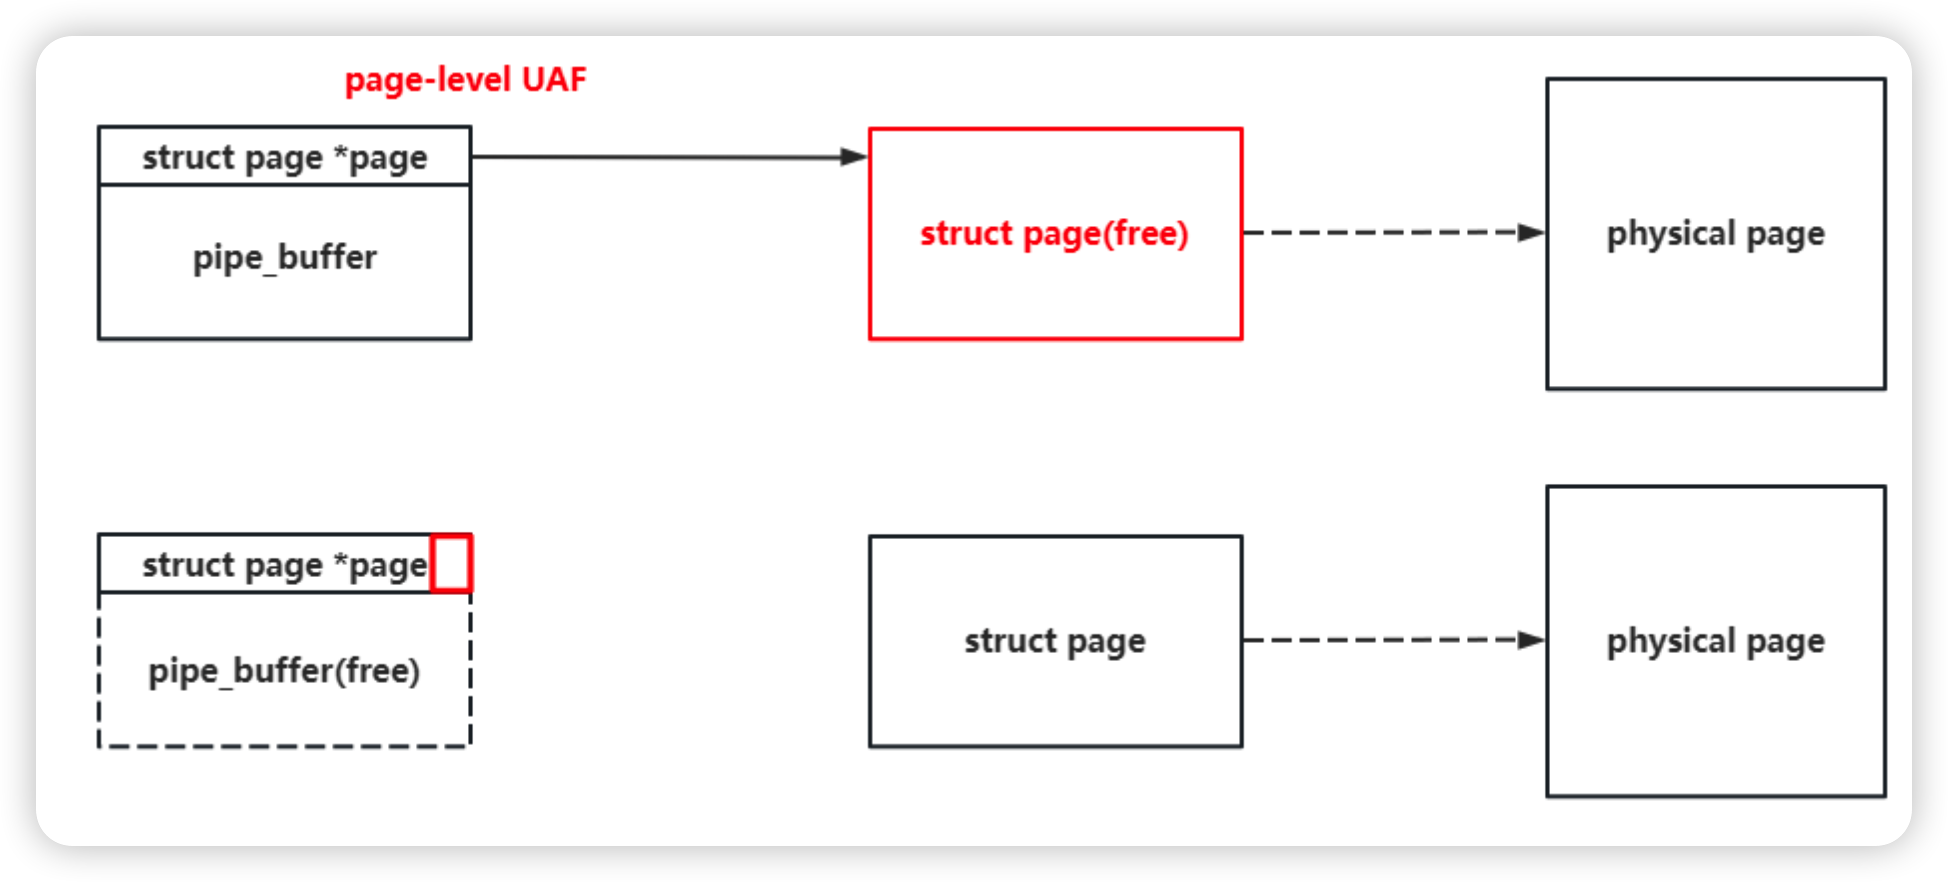 page-level UAF
struct page *page
pipe_buffer
struct page(free)
physical page
struct page *page
pipe_buffer(free)
struct page
physical page